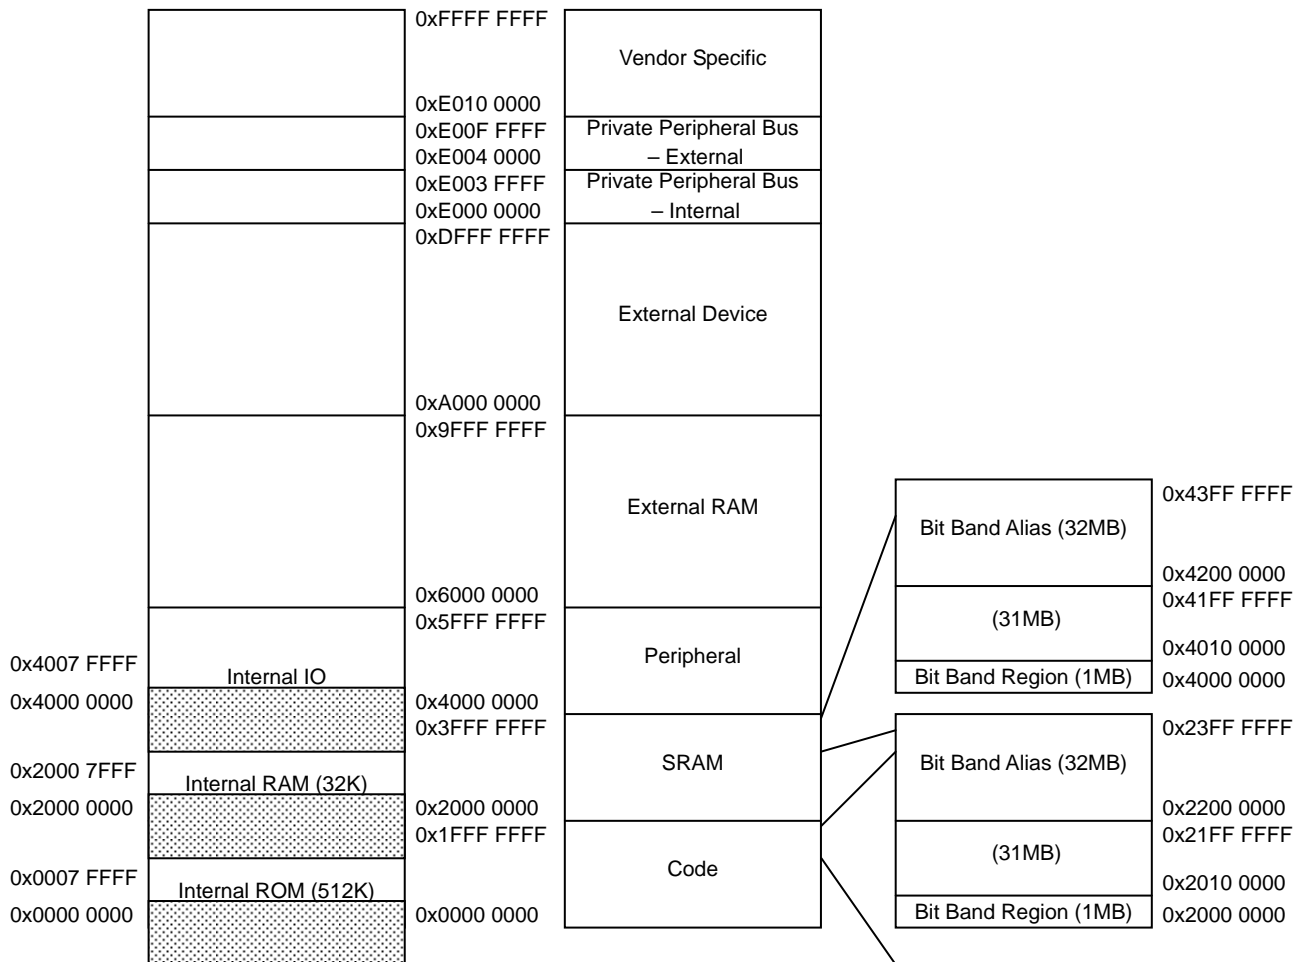 0xFFFF FFFF
Vendor Specific
0xE010 0000
0xE00F FFFF
Private Peripheral Bus
0xE004 0000
– External
0xE003 FFFF
Private Peripheral Bus
0xE000 0000
– Internal
0xDFFF FFFF
External Device
0xA000 0000
0x9FFF FFFF
External RAM
0x6000 0000
0x5FFF FFFF
Peripheral
0x4007 FFFF
Internal IO
0x4000 0000
0x4000 0000
0x3FFF FFFF
SRAM
0x2000 7FFF
Internal RAM (32K)
0x2000 0000
0x2000 0000
0x1FFF FFFF
Code
0x0007 FFFF
Internal ROM (512K)
0x0000 0000
0x0000 0000
0x43FF FFFF
Bit Band Alias (32MB)
0x4200 0000
0x41FF FFFF
(31MB)
0x4010 0000
Bit Band Region (1MB)
0x4000 0000
0x23FF FFFF
Bit Band Alias (32MB)
0x2200 0000
0x21FF FFFF
(31MB)
0x2010 0000
Bit Band Region (1MB)
0x2000 0000